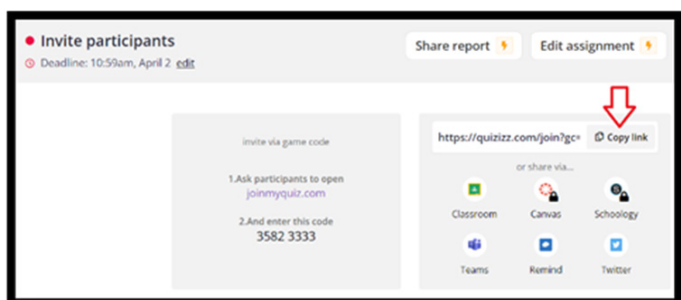 Invite participants
Share report
Edit assignment
Deadline: 10:59am, April 2 edit
invite via game code
1.Ask participants to open
joinmyquiz.com
2.And enter this code
3582 3333
https://quizizz.com/join?gc=
Copy link
or share via...
Classroom
Canvas
Schoology
Teams
Remind
Twitter